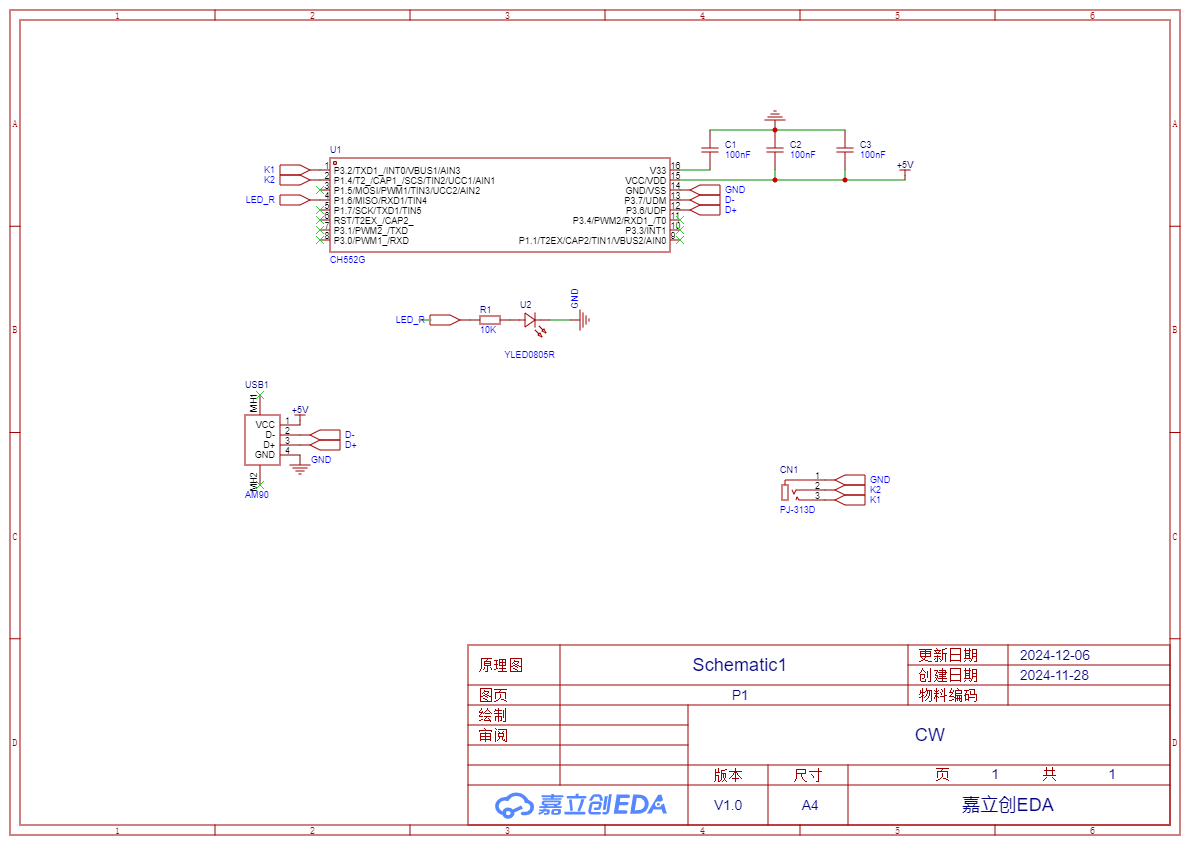 1 2 3 4 5 6
A A
C1
100nF
C2
100nF
C3
100nF
+5V
U1
K1
K2
LED_R
1 P3.2/TXD1_/INT0/VBUS1/AIN3
2 P1.4/T2_/CAP1_/SCS/TIN2/UCC1/AIN1
3 P1.5/MOSI/PWM1/TIN3/UCC2/AIN2
4 P1.6/MISO/RXD1/TIN4
5 P1.7/SCK/TXD1/TIN5
6 RST/T2EX_/CAP2_
7 P3.1/PWM2_/TXD
8 P3.0/PWM1_/RXD
V33 16
VCC/VDD 15
GND/VSS 14 GND
P3.7/UDM 13 D-
P3.6/UDP 12 D+
P3.4/PWM2/RXD1_/T0 11
P3.3/INT1 10
P1.1/T2EX/CAP2/TIN1/VBUS2/AIN0 9
CH552G
B B
LED_R
R1
10K
U2
YLED0805R
GND
USB1
MH1
+5V
VCC 1
D- 2 D-
D+ 3 D+
GND 4
GND
MH2
AM90
CN1
1 GND
2 K2
3 K1
PJ-313D
C C
D D
原理图 Schematic1
更新日期 2024-12-06
创建日期 2024-11-28
图页 P1 物料编码
绘制
审阅
CW
版本 尺寸 页 1 共 1
嘉立创EDA V1.0 A4 嘉立创EDA
1 2 3 4 5 6